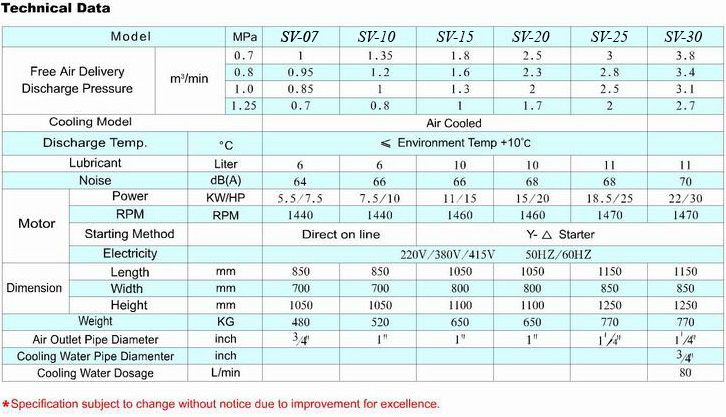 Technical Data
Model MPa SV-07 SV-10 SV-15 SV-20 SV-25 SV-30
Free Air Delivery Discharge Pressure m³/min 0.7 1 1.35 1.8 2.5 3 3.8
0.8 0.95 1.2 1.6 2.3 2.8 3.4
1.0 0.85 1 1.3 2 2.5 3.1
1.25 0.7 0.8 1 1.7 2 2.7
Cooling Model Air Cooled
Discharge Temp. °C ≤ Environment Temp +10°C
Lubricant Liter 6 6 10 10 11 11
Noise dB(A) 64 66 66 68 68 70
Motor Power KW/HP 5.5/7.5 7.5/10 11/15 15/20 18.5/25 22/30
RPM RPM 1440 1440 1460 1460 1470 1470
Starting Method Direct on line Y- △ Starter
Electricity 220V/380V/415V 50HZ/60HZ
Dimension Length mm 850 850 1050 1050 1150 1150
Width mm 700 700 800 800 850 850
Height mm 1050 1050 1100 1100 1250 1250
Weight KG 480 520 650 650 770 770
Air Outlet Pipe Diameter inch 3/4" 1" 1" 1" 1 1/4" 1 1/4"
Cooling Water Pipe Diamenter inch 3/4"
Cooling Water Dosage L/min 80
*Specification subject to change without notice due to improvement for excellence.